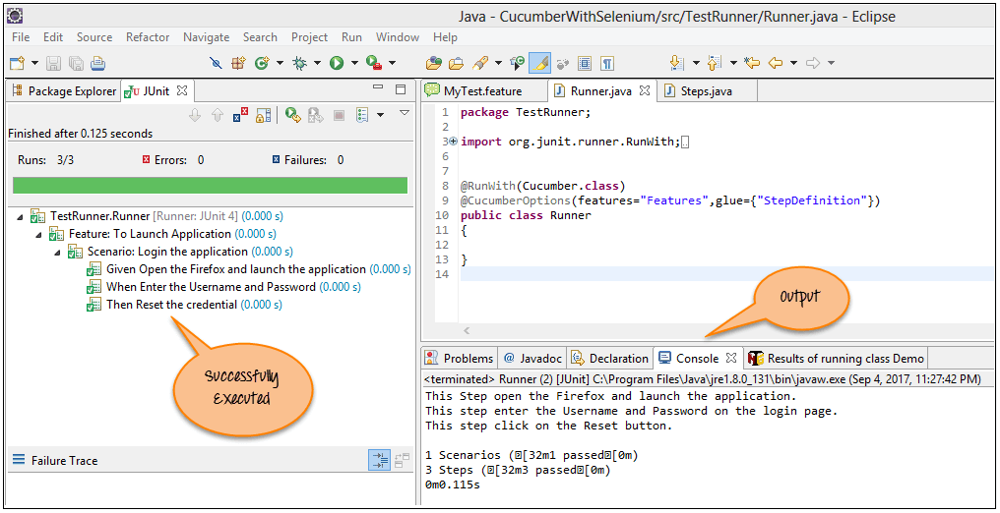 Java - CucumberWithSelenium/src/TestRunner/Runner.java - Eclipse
File Edit Source Refactor Navigate Search Project Run Window Help
Package Explorer JUnit
Finished after 0.125 seconds
Runs: 3/3 Errors: 0 Failures: 0
TestRunner.Runner [Runner: JUnit 4] (0.000 s)
Feature: To Launch Application (0.000 s)
Scenario: Login the application (0.000 s)
Given Open the Firefox and launch the application (0.000 s)
When Enter the Username and Password (0.000 s)
Then Reset the credential (0.000 s)
Successfully
Executed
Failure Trace
MyTest.feature Runner.java Steps.java
1 package TestRunner;
2
3 import org.junit.runner.RunWith;
6
7
8 @RunWith(Cucumber.class)
9 @CucumberOptions(features="Features",glue={"StepDefinition"})
10 public class Runner
11 {
12
13 }
14
Output
Problems @ Javadoc Declaration Console Results of running class Demo
<terminated> Runner (2) [JUnit] C:\Program Files\Java\jre1.8.0_131\bin\javaw.exe (Sep 4, 2017, 11:27:42 PM)
This Step open the Firefox and launch the application.
This step enter the Username and Password on the login page.
This step click on the Reset button.
1 Scenarios (�[32m1 passed�[0m)
3 Steps (�[32m3 passed�[0m)
0m0.115s